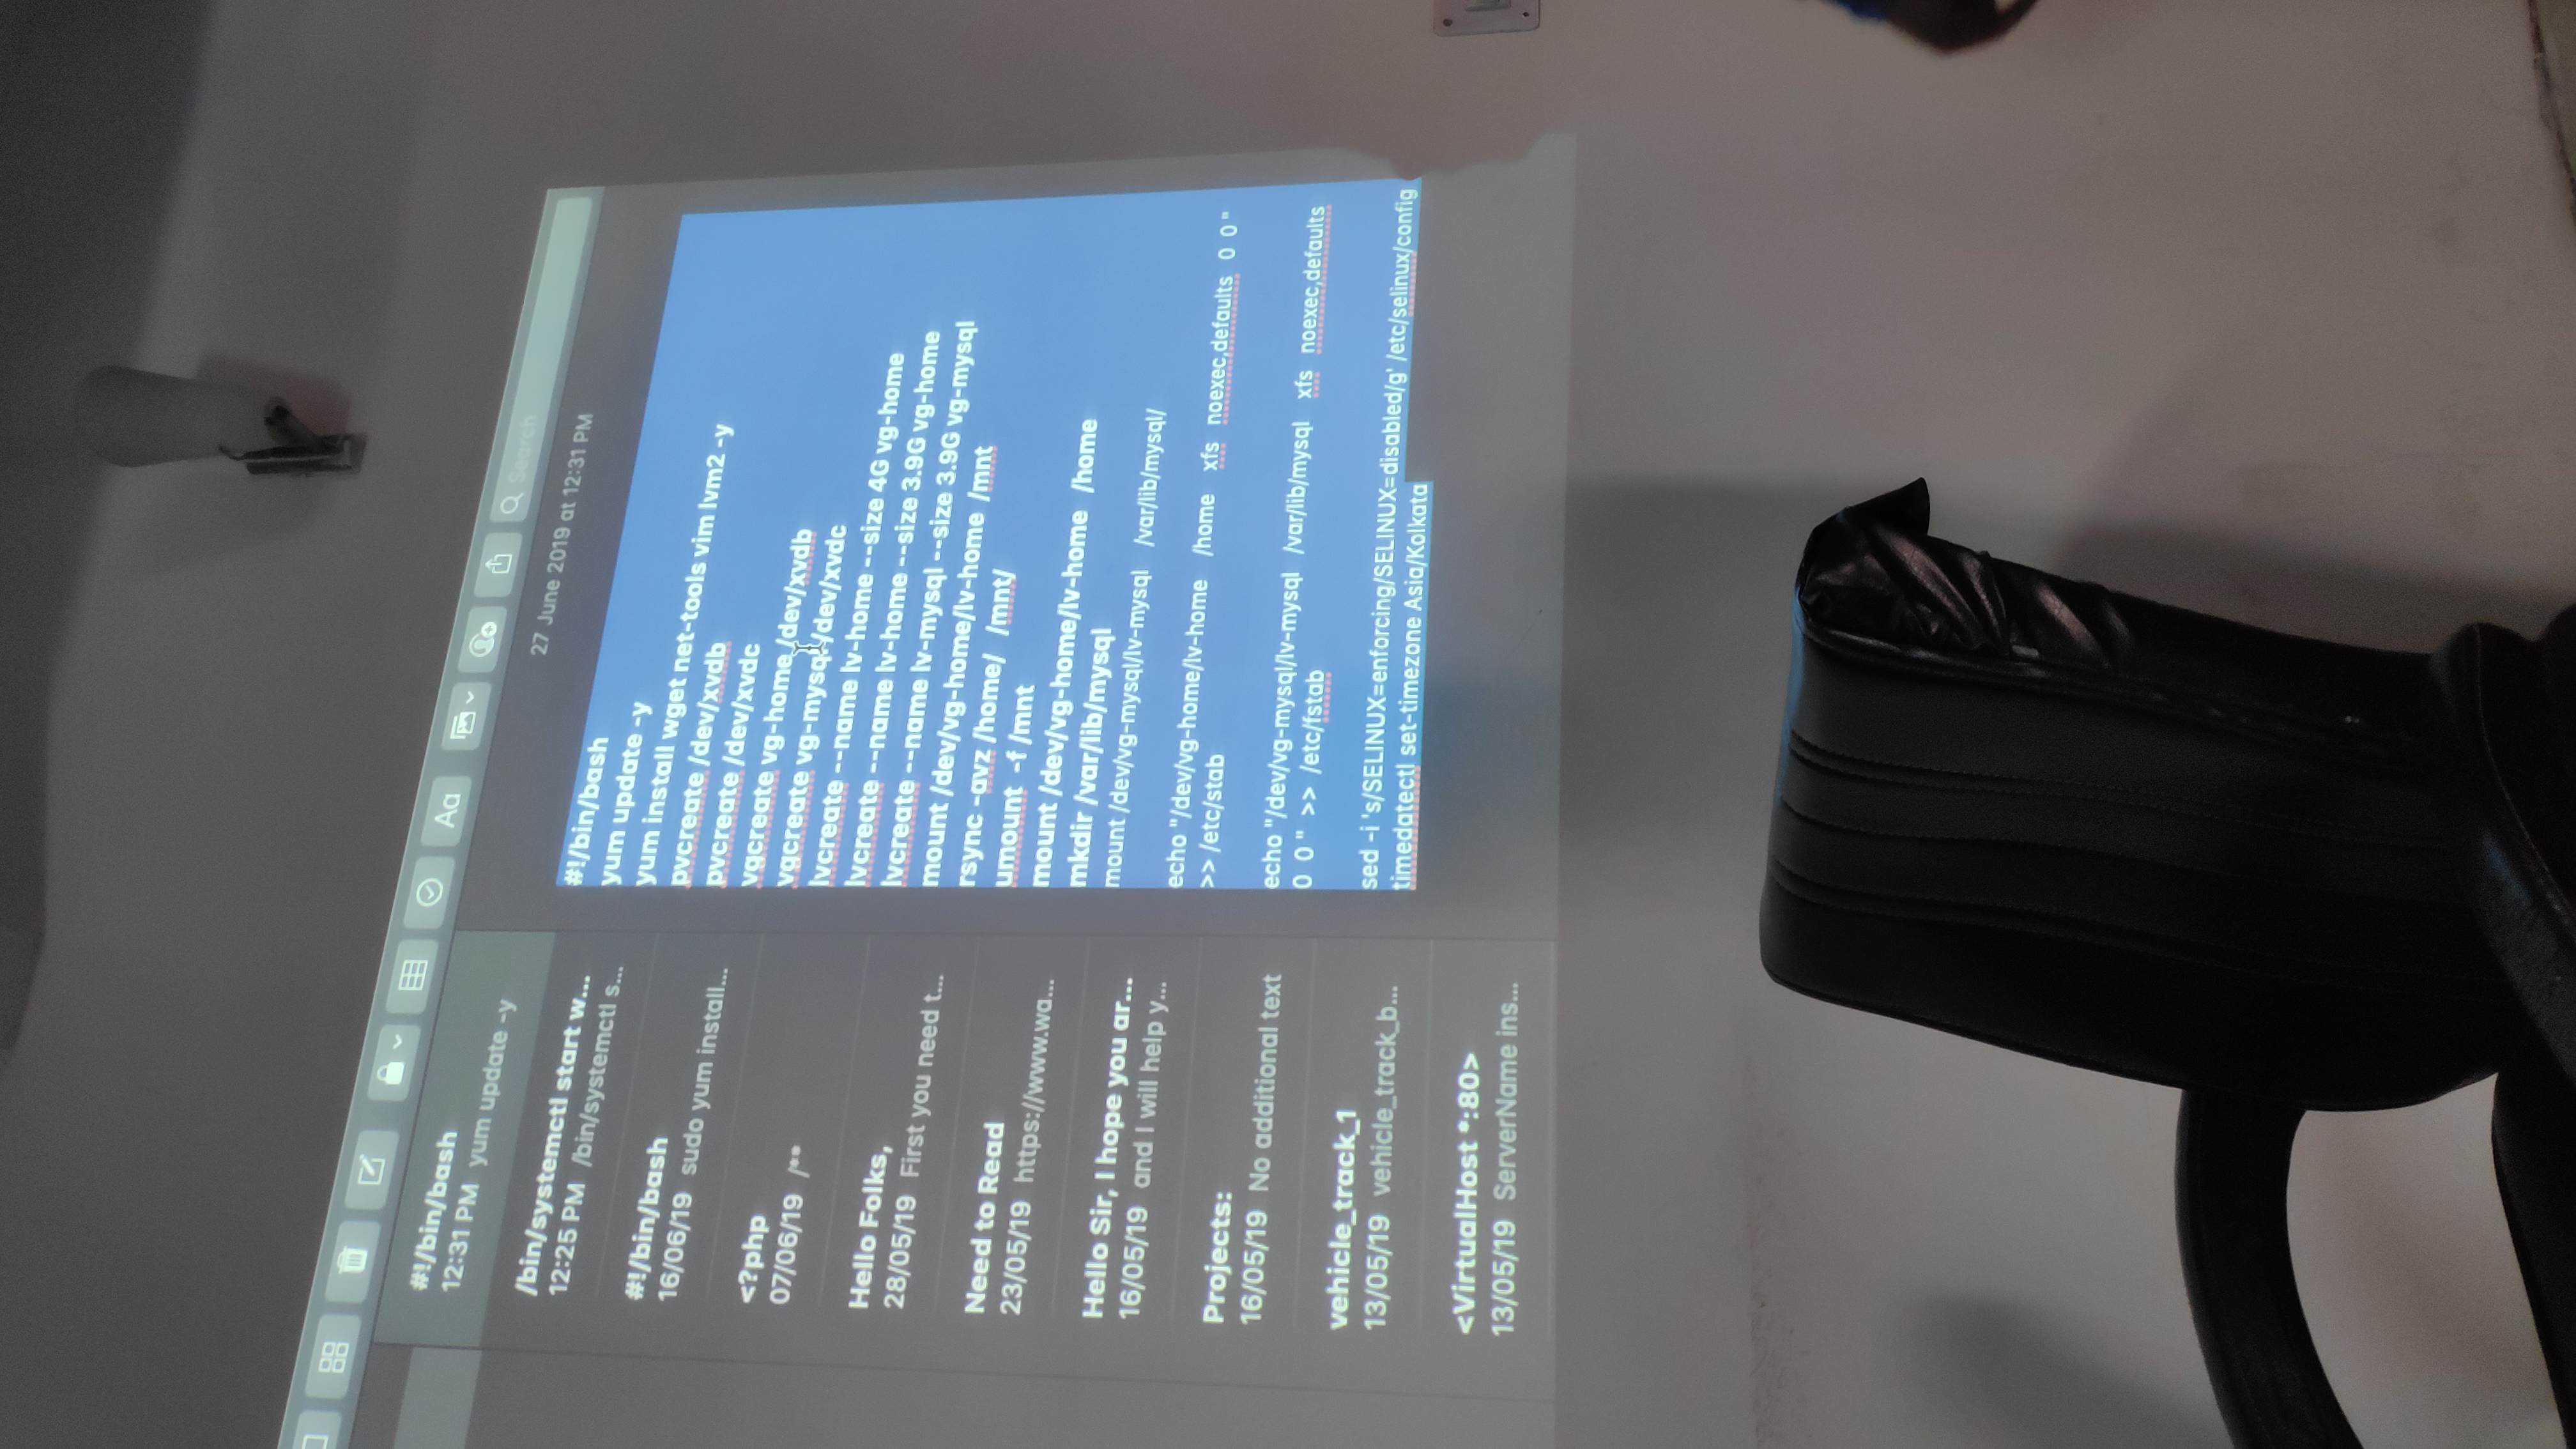 #!/bin/bash
12:31 PM yum update -y
/bin/systemctl start w...
12:25 PM /bin/systemctl s...
#!/bin/bash
16/06/19 sudo yum install...
<?php
07/06/19 /**
Hello Folks,
28/05/19 First you need t...
Need to Read
23/05/19 https://www.wa...
Hello Sir, I hope you ar...
16/05/19 and I will help y...
Projects:
16/05/19 No additional text
vehicle_track_1
13/05/19 vehicle_track_b...
<VirtualHost *:80>
13/05/19 ServerName ins...
Aa
Search
27 June 2019 at 12:31 PM
#!/bin/bash
yum update -y
yum install wget net-tools vim lvm2 -y
pvcreate /dev/xvdb
pvcreate /dev/xvdc
vgcreate vg-home /dev/xvdb
vgcreate vg-mysql /dev/xvdc
lvcreate --name lv-home --size 4G vg-home
lvcreate --name lv-home --size 3.9G vg-home
lvcreate --name lv-mysql --size 3.9G vg-mysql
mount /dev/vg-home/lv-home /mnt
rsync -avz /home/ /mnt/
umount -f /mnt
mount /dev/vg-home/lv-home /home
mkdir /var/lib/mysql
mount /dev/vg-mysql/lv-mysql /var/lib/mysql/
echo "/dev/vg-home/lv-home /home xfs noexec,defaults 0 0 "
>> /etc/stab
echo "/dev/vg-mysql/lv-mysql /var/lib/mysql xfs noexec,defaults
0 0 " >> /etc/fstab
sed -i 's/SELINUX=enforcing/SELINUX=disabled/g' /etc/selinux/config
timedatectl set-timezone Asia/Kolkata